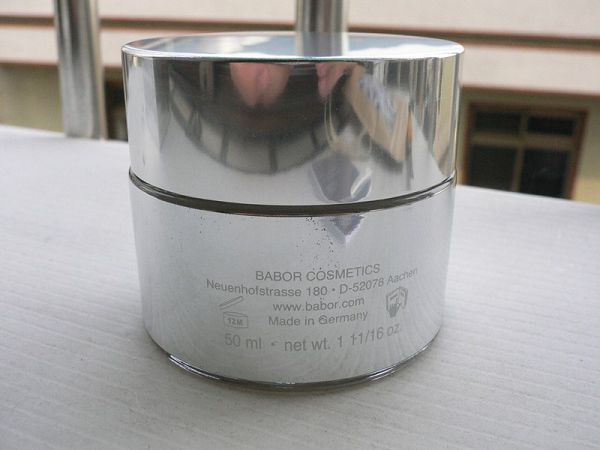 BABOR COSMETICS
Neuenhofstrasse 180 • D-52078 Aachen
www.babor.com
Made in Germany
12M
50 ml • net wt. 1 11/16 oz.